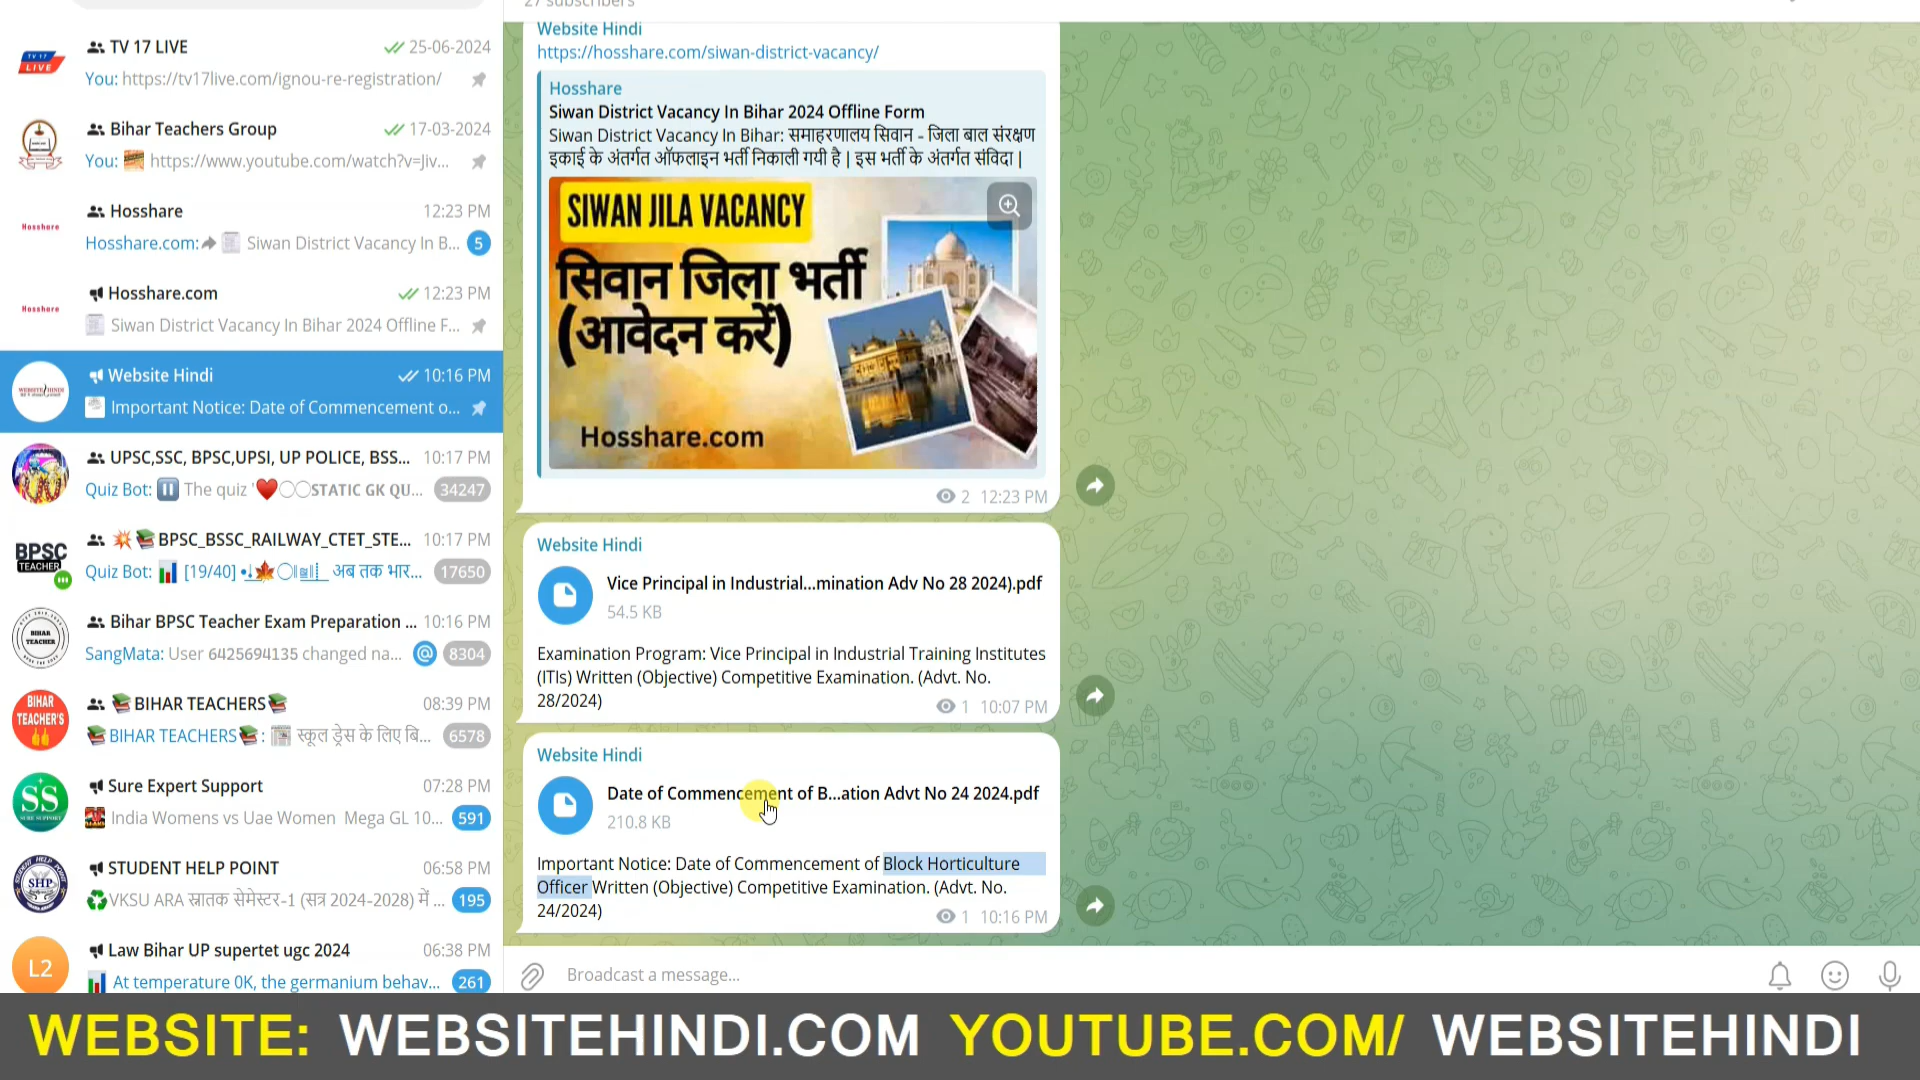 27 subscribers
TV 17 LIVE
25-06-2024
You: https://tv17live.com/ignou-re-registration/
Bihar Teachers Group
17-03-2024
You: https://www.youtube.com/watch?v=Jiv...
Hosshare
Hosshare
12:23 PM
Hosshare.com: Siwan District Vacancy In B...
5
Hosshare
Hosshare.com
12:23 PM
Siwan District Vacancy In Bihar 2024 Offline F...
Website Hindi
10:16 PM
Important Notice: Date of Commencement o...
UPSC,SSC, BPSC,UPSI, UP POLICE, BSS...
10:17 PM
Quiz Bot: The quiz '❤️〇〇STATIC GK QU...
34247
BPSC
TEACHER
BPSC_BSSC_RAILWAY_CTET_STE...
10:17 PM
Quiz Bot: [19/40] अब तक भार...
17650
BIHAR
TEACHER
Bihar BPSC Teacher Exam Preparation ...
10:16 PM
SangMata: User 6425694135 changed na...
@
8304
BIHAR
TEACHER'S
BIHAR TEACHERS
08:39 PM
BIHAR TEACHERS: स्कूल ड्रेस के लिए बि...
6578
SS
Sure Expert Support
07:28 PM
India Womens vs Uae Women Mega GL 10...
591
SHP
STUDENT HELP POINT
06:58 PM
VKSU ARA स्नातक सेमेस्टर-1 (सत्र 2024-2028) में ...
195
L2
Law Bihar UP supertet ugc 2024
06:38 PM
At temperature 0K, the germanium behav...
261
Website Hindi
https://hosshare.com/siwan-district-vacancy/
Hosshare
Siwan District Vacancy In Bihar 2024 Offline Form
Siwan District Vacancy In Bihar: समाहरणालय सिवान - जिला बाल संरक्षण
इकाई के अंतर्गत ऑफलाइन भर्ती निकाली गयी है | इस भर्ती के अंतर्गत संविदा |
SIWAN JILA VACANCY
सिवान जिला भर्ती
(आवेदन करें)
Hosshare.com
2 12:23 PM
Website Hindi
Vice Principal in Industrial...mination Adv No 28 2024).pdf
54.5 KB
Examination Program: Vice Principal in Industrial Training Institutes
(ITIs) Written (Objective) Competitive Examination. (Advt. No.
28/2024)
1 10:07 PM
Website Hindi
Date of Commencement of B...ation Advt No 24 2024.pdf
210.8 KB
Important Notice: Date of Commencement of Block Horticulture
Officer Written (Objective) Competitive Examination. (Advt. No.
24/2024)
1 10:16 PM
Broadcast a message...
WEBSITE: WEBSITEHINDI.COM YOUTUBE.COM/ WEBSITEHINDI